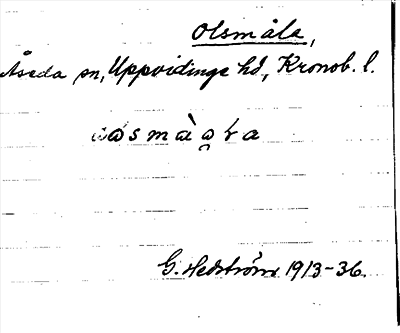 Olsmåla,
Åseda sn, Uppvidinge hd, Kronob. l.
G. Hedström 1913-36.